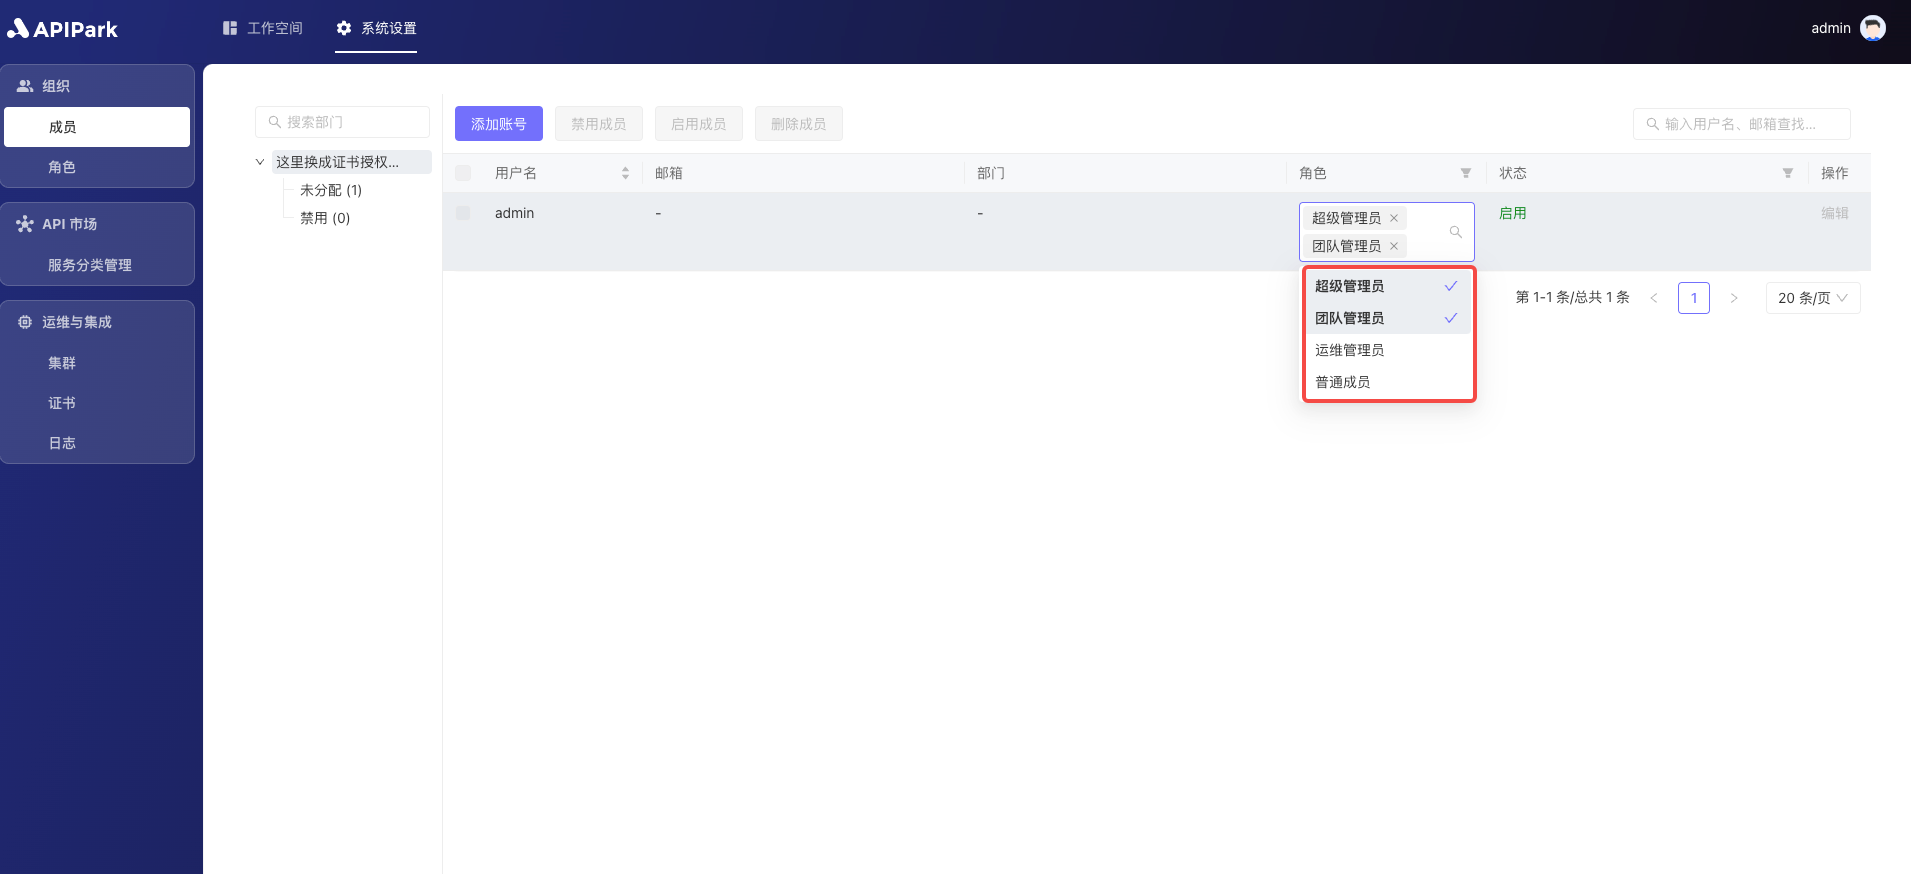 APIPark
工作空间
系统设置
admin
组织
成员
角色
API 市场
服务分类管理
运维与集成
集群
证书
日志
搜索部门
这里换成证书授权...
未分配 (1)
禁用 (0)
添加账号
禁用成员
启用成员
删除成员
输入用户名、邮箱查找...
用户名
邮箱
部门
角色
状态
操作
admin
-
-
超级管理员
团队管理员
启用
编辑
超级管理员
团队管理员
运维管理员
普通成员
第 1-1 条/总共 1 条
1
20 条/页